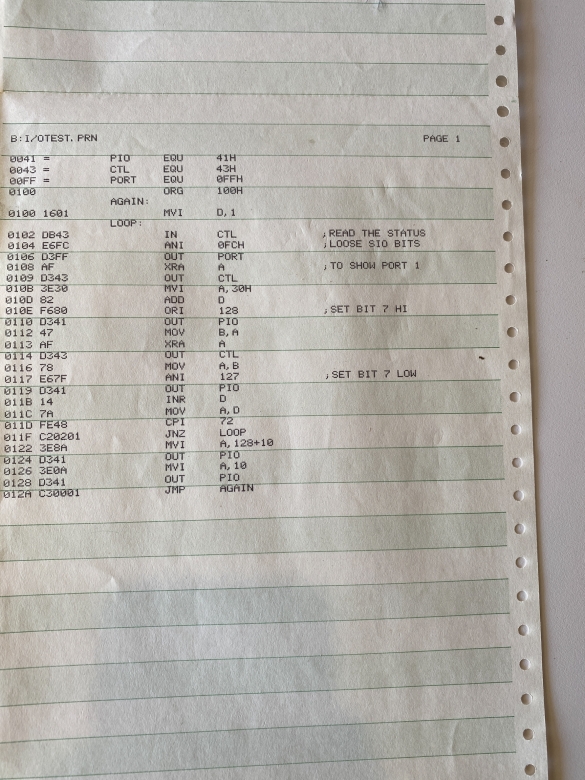 B:I/OTEST.PRN PAGE 1
0041 = PIO EQU 41H
0043 = CTL EQU 43H
00FF = PORT EQU 0FFH
0100 ORG 100H
AGAIN:
0100 1601 MVI D,1
LOOP:
0102 DB43 IN CTL ;READ THE STATUS
0104 E6FC ANI 0FCH ;LOOSE SIO BITS
0106 D3FF OUT PORT
0108 AF XRA A ;TO SHOW PORT 1
0109 D343 OUT CTL
010B 3E30 MVI A,30H
010D 82 ADD D
010E F680 ORI 128 ;SET BIT 7 HI
0110 D341 OUT PIO
0112 47 MOV B,A
0113 AF XRA A
0114 D343 OUT CTL
0116 78 MOV A,B
0117 E67F ANI 127 ;SET BIT 7 LOW
0119 D341 OUT PIO
011B 14 INR D
011C 7A MOV A,D
011D FE48 CPI 72
011F C20201 JNZ LOOP
0122 3E8A MVI A,128+10
0124 D341 OUT PIO
0126 3E0A MVI A,10
0128 D341 OUT PIO
012A C30001 JMP AGAIN